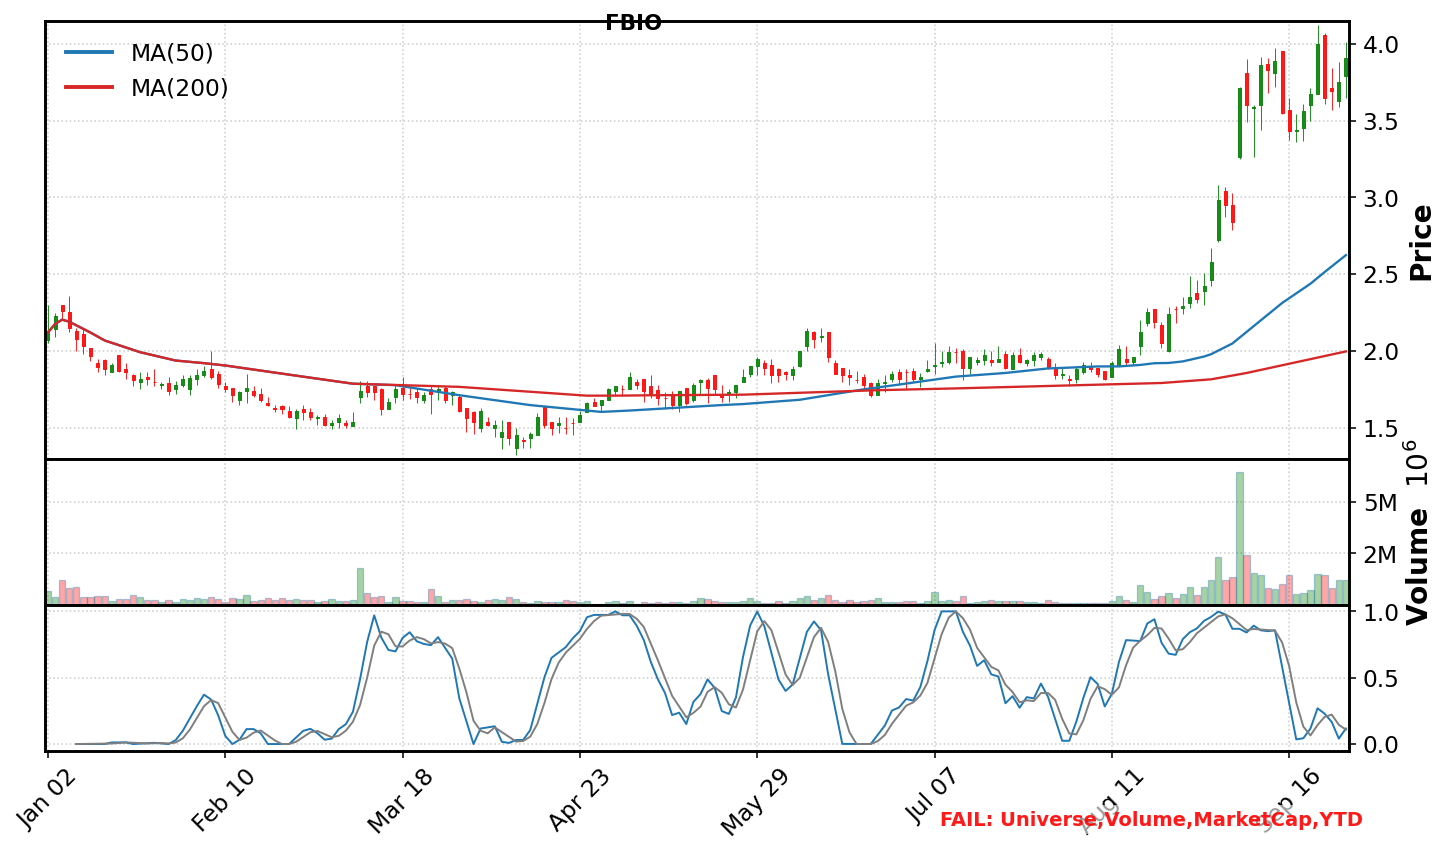 FBIO
MA(50)
MA(200)
4.0
3.5
3.0
2.5
2.0
1.5
Price
5M
2M
Volume 10^6
1.0
0.5
0.0
Jan 02
Feb 10
Mar 18
Apr 23
May 29
Jul 07
Aug 11
Sep 16
FAIL: Universe,Volume,MarketCap,YTD